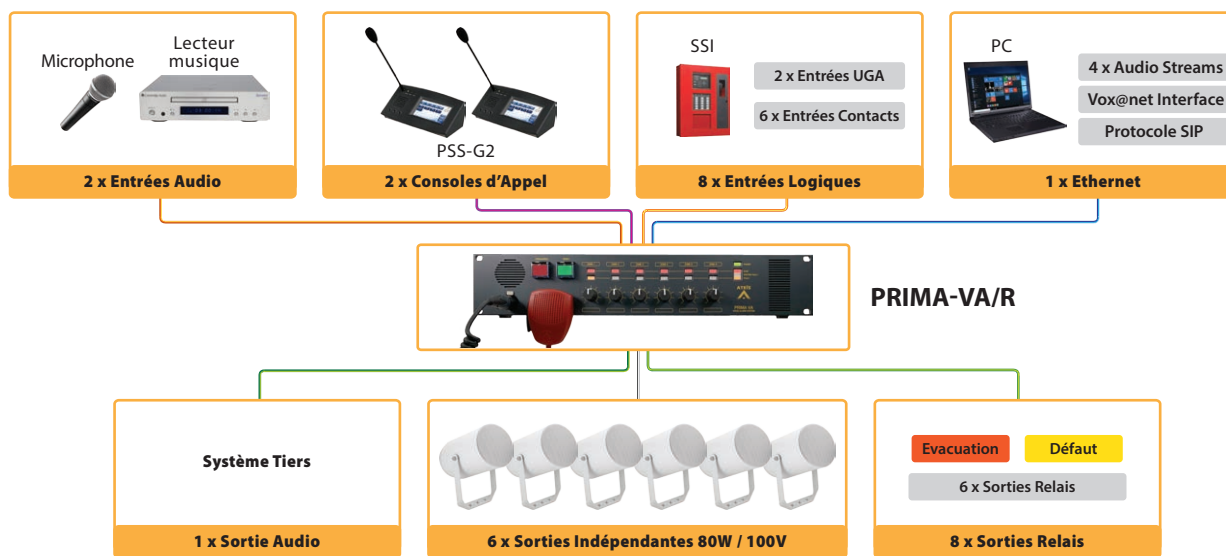 Microphone
Lecteur
musique
2 x Entrées Audio
PSS-G2
2 x Consoles d'Appel
SSI
2 x Entrées UGA
6 x Entrées Contacts
8 x Entrées Logiques
PC
4 x Audio Streams
Vox@net Interface
Protocole SIP
1 x Ethernet
PRIMA-VA/R
Système Tiers
1 x Sortie Audio
6 x Sorties Indépendantes 80W / 100V
Evacuation
Défaut
6 x Sorties Relais
8 x Sorties Relais